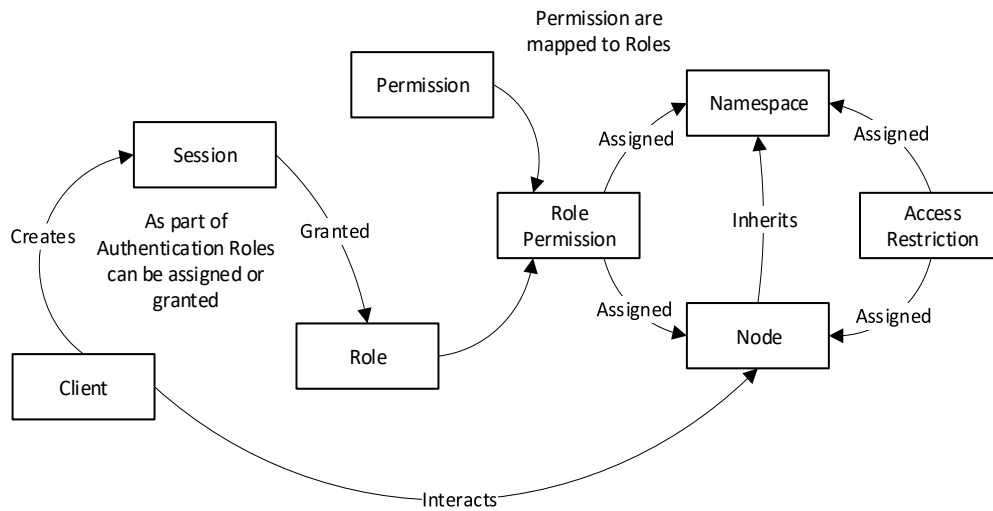 Permission are
mapped to Roles
Permission
Namespace
Assigned
Assigned
Session
As part of
Authentication Roles
can be assigned or
granted
Creates
Granted
Role
Permission
Inherits
Access
Restriction
Assigned
Assigned
Node
Role
Client
Interacts